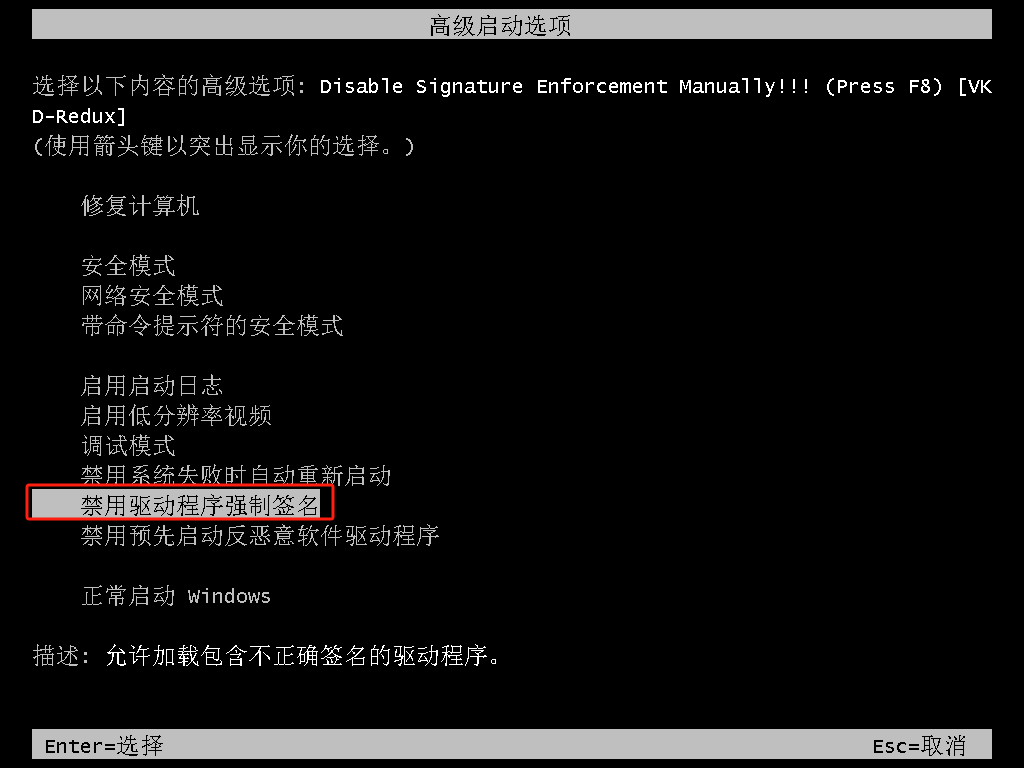 高级启动选项
选择以下内容的高级选项: Disable Signature Enforcement Manually!!! (Press F8) [VK
D-Redux]
(使用箭头键以突出显示你的选择。)
修复计算机
安全模式
网络安全模式
带命令提示符的安全模式
启用启动日志
启用低分辨率视频
调试模式
禁用系统失败时自动重新启动
禁用驱动程序强制签名
禁用预先启动反恶意软件驱动程序
正常启动 Windows
描述: 允许加载包含不正确签名的驱动程序。
Enter=选择 Esc=取消